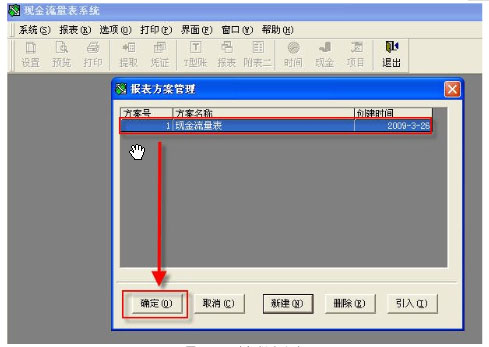 现金流量表系统
系统(S) 报表(R) 选项(O) 打印(P) 界面(F) 窗口(W) 帮助(H)
设置 预览 打印 提取 凭证 T型账 报表 附表二 时间 现金 项目 退出
报表方案管理
方案号 方案名称 创建时间
1 现金流量表 2009-3-26
确定(O) 取消(C) 新建(N) 删除(X) 引入(I)